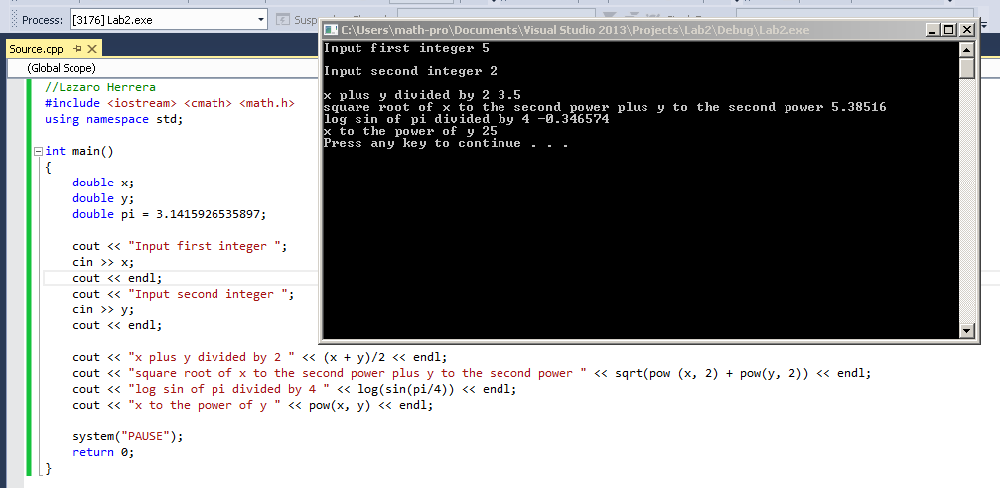 Process: [3176] Lab2.exe
C:\Users\math-pro\Documents\Visual Studio 2013\Projects\Lab2\Debug\Lab2.exe
Source.cpp
(Global Scope)
//Lazaro Herrera
#include <iostream> <cmath> <math.h>
using namespace std;
int main()
{
double x;
double y;
double pi = 3.1415926535897;
cout << "Input first integer ";
cin >> x;
cout << endl;
cout << "Input second integer ";
cin >> y;
cout << endl;
cout << "x plus y divided by 2 " << (x + y)/2 << endl;
cout << "square root of x to the second power plus y to the second power " << sqrt(pow (x, 2) + pow(y, 2)) << endl;
cout << "log sin of pi divided by 4 " << log(sin(pi/4)) << endl;
cout << "x to the power of y " << pow(x, y) << endl;
system("PAUSE");
return 0;
}
Input first integer 5
Input second integer 2
x plus y divided by 2 3.5
square root of x to the second power plus y to the second power 5.38516
log sin of pi divided by 4 -0.346574
x to the power of y 25
Press any key to continue . . .